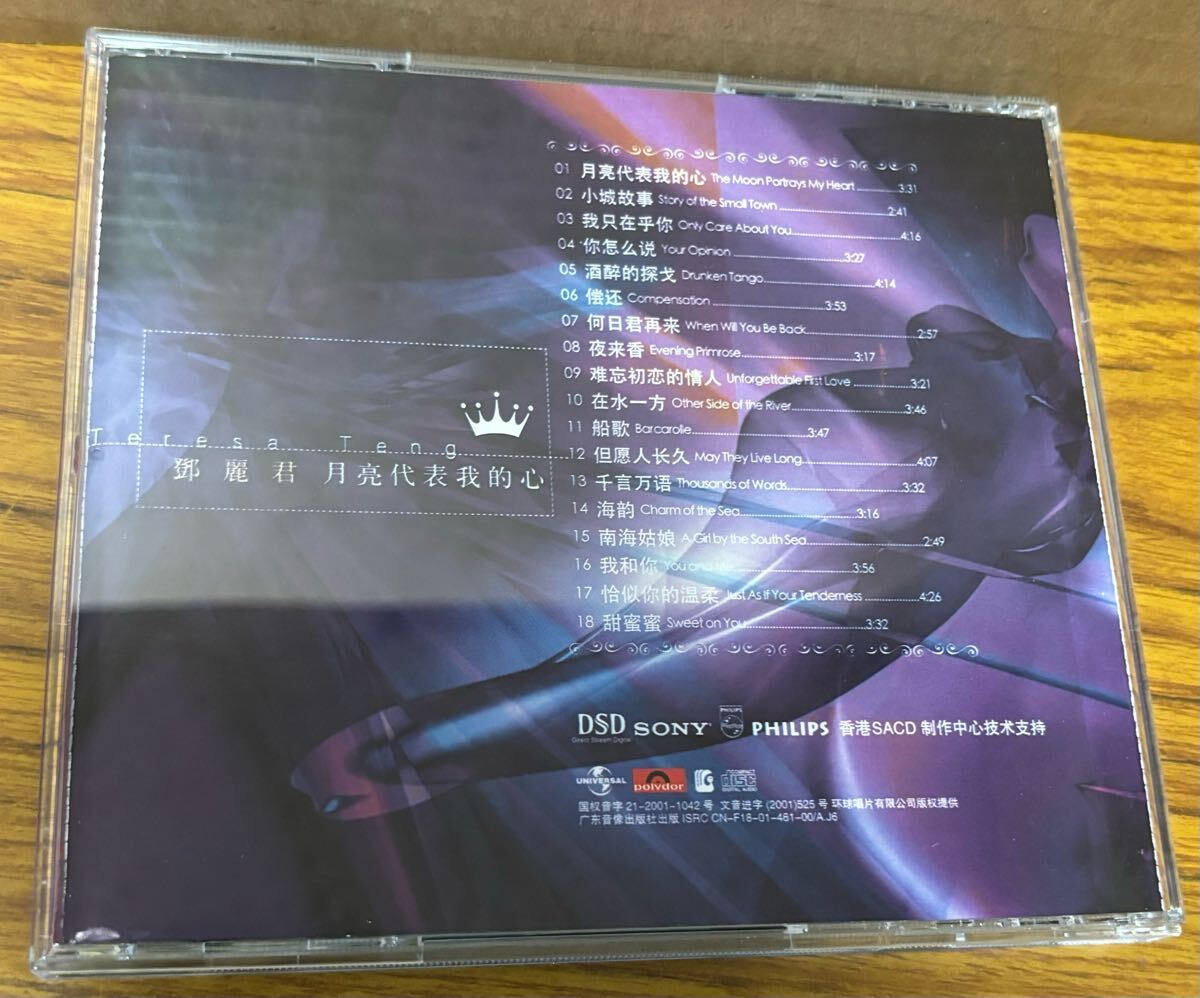 01 月亮代表我的心 The Moon Portrays My Heart 3:31
02 小城故事 Story of the Small Town 2:41
03 我只在乎你 Only Care About You 4:16
04 你怎么说 Your Opinion 3:27
05 酒醉的探戈 Drunken Tango 4:14
06 偿还 Compensation 3:53
07 何日君再来 When Will You Be Back 2:57
08 夜来香 Evening Primrose 3:17
09 难忘初恋的情人 Unforgettable First Love 3:21
10 在水一方 Other Side of the River 3:46
11 船歌 Barcarolle 3:47
12 但愿人长久 May They Live Long 4:07
13 千言万语 Thousands of Words 3:32
14 海韵 Charm of the Sea 3:16
15 南海姑娘 A Girl by the South Sea 2:49
16 我和你 You and Me 3:56
17 恰似你的温柔 Just As If Your Tenderness 4:26
18 甜蜜蜜 Sweet on You 3:32
Teresa Teng
鄧麗君 月亮代表我的心
DSD Direct Stream Digital SONY PHILIPS PHILIPS 香港SACD 制作中心技术支持
UNIVERSAL polydor COMPACT disc DIGITAL AUDIO
国权音字 21-2001-1042 号 文音进字 (2001)525 号 环球唱片有限公司版权提供
广东音像出版社出版 ISRC CN-F18-01-461-00/A.J6